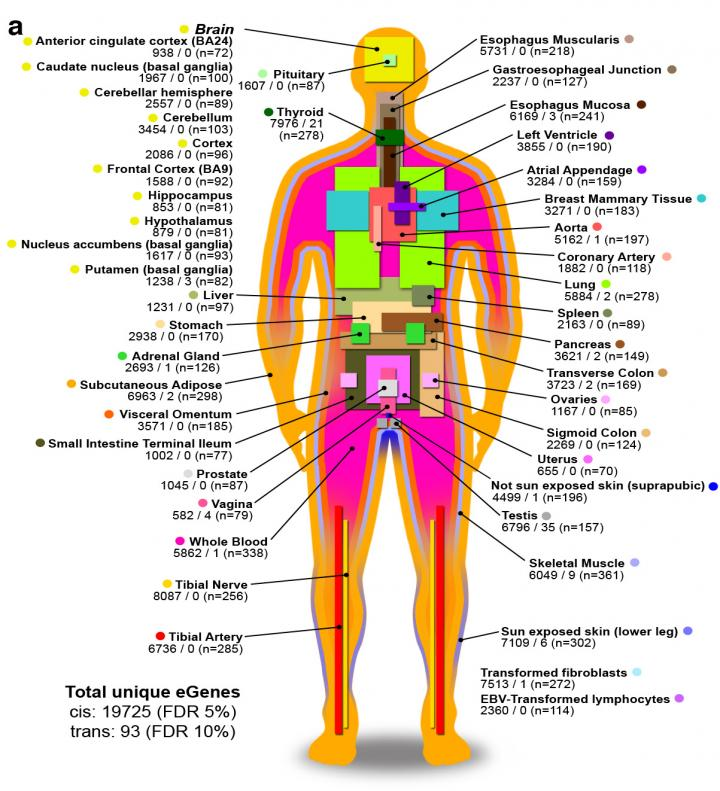 a
Brain
Anterior cingulate cortex (BA24)
938 / 0 (n=72)
Caudate nucleus (basal ganglia)
1967 / 0 (n=100)
Cerebellar hemisphere
2557 / 0 (n=89)
Cerebellum
3454 / 0 (n=103)
Cortex
2086 / 0 (n=96)
Frontal Cortex (BA9)
1588 / 0 (n=92)
Hippocampus
853 / 0 (n=81)
Hypothalamus
879 / 0 (n=81)
Nucleus accumbens (basal ganglia)
1617 / 0 (n=93)
Putamen (basal ganglia)
1238 / 3 (n=82)
Liver
1231 / 0 (n=97)
Stomach
2938 / 0 (n=170)
Adrenal Gland
2693 / 1 (n=126)
Subcutaneous Adipose
6963 / 2 (n=298)
Visceral Omentum
3571 / 0 (n=185)
Small Intestine Terminal Ileum
1002 / 0 (n=77)
Prostate
1045 / 0 (n=87)
Vagina
582 / 4 (n=79)
Whole Blood
5862 / 1 (n=338)
Tibial Nerve
8087 / 0 (n=256)
Tibial Artery
6736 / 0 (n=285)
Total unique eGenes
cis: 19725 (FDR 5%)
trans: 93 (FDR 10%)
Pituitary
1607 / 0 (n=87)
Thyroid
7976 / 21
(n=278)
Esophagus Muscularis
5731 / 0 (n=218)
Gastroesophageal Junction
2237 / 0 (n=127)
Esophagus Mucosa
6169 / 3 (n=241)
Left Ventricle
3855 / 0 (n=190)
Atrial Appendage
3284 / 0 (n=159)
Breast Mammary Tissue
3271 / 0 (n=183)
Aorta
5162 / 1 (n=197)
Coronary Artery
1882 / 0 (n=118)
Lung
5884 / 2 (n=278)
Spleen
2163 / 0 (n=89)
Pancreas
3621 / 2 (n=149)
Transverse Colon
3723 / 2 (n=169)
Ovaries
1167 / 0 (n=85)
Sigmoid Colon
2269 / 0 (n=124)
Uterus
655 / 0 (n=70)
Not sun exposed skin (suprapubic)
4499 / 1 (n=196)
Testis
6796 / 35 (n=157)
Skeletal Muscle
6049 / 9 (n=361)
Sun exposed skin (lower leg)
7109 / 6 (n=302)
Transformed fibroblasts
7513 / 1 (n=272)
EBV-Transformed lymphocytes
2360 / 0 (n=114)